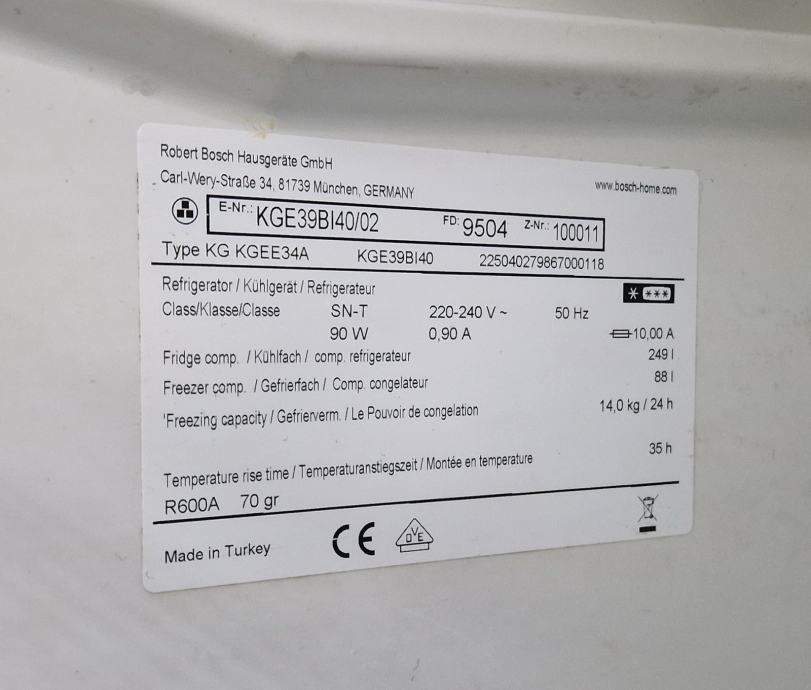 Robert Bosch Hausgeräte GmbH
Carl-Wery-Straße 34, 81739 München, GERMANY
www.bosch-home.com
E-Nr.: KGE39BI40/02 FD: 9504 Z-Nr.: 100011
Type KG KGEE34A KGE39BI40 225040279867000118
Refrigerator / Kühlgerät / Refrigerateur
Class/Klasse/Classe SN-T 220-240 V ~ 50 Hz
90 W 0,90 A 10,00 A
Fridge comp. / Kühlfach / comp. refrigerateur 249 l
Freezer comp. / Gefrierfach / Comp. congelateur 88 l
'Freezing capacity / Gefrierverm. / Le Pouvoir de congelation 14,0 kg / 24 h
Temperature rise time / Temperaturanstiegszeit / Montée en temperature 35 h
R600A 70 gr
Made in Turkey CE DVE